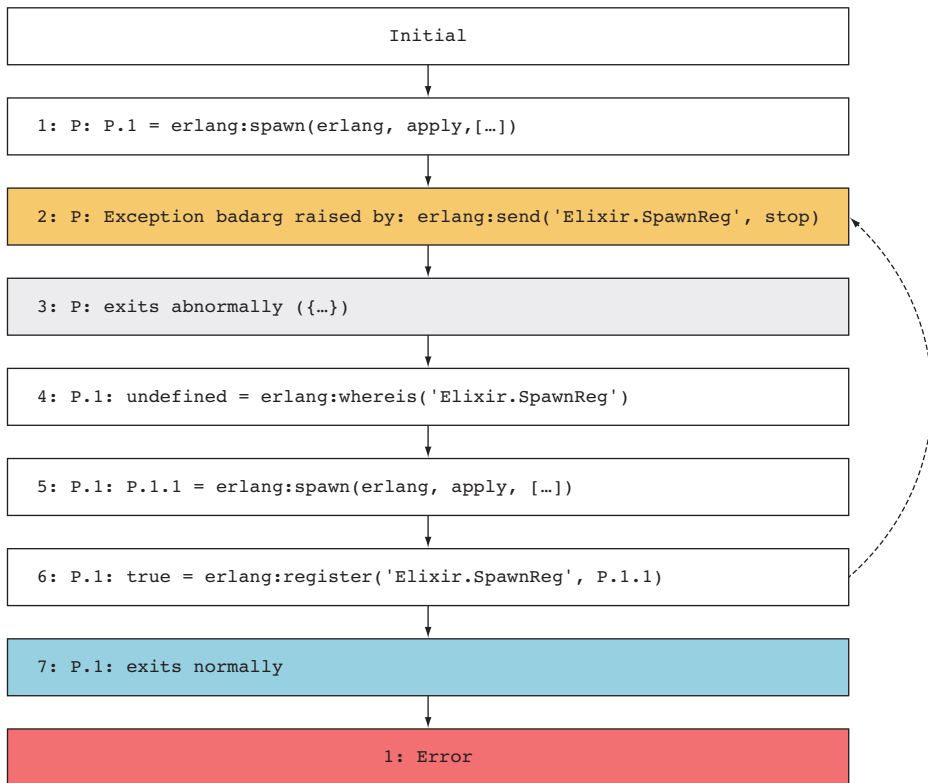 Initial
1: P: P.1 = erlang:spawn(erlang, apply,[…])
2: P: Exception badarg raised by: erlang:send('Elixir.SpawnReg', stop)
3: P: exits abnormally ({…})
4: P.1: undefined = erlang:whereis('Elixir.SpawnReg')
5: P.1: P.1.1 = erlang:spawn(erlang, apply, […])
6: P.1: true = erlang:register('Elixir.SpawnReg', P.1.1)
7: P.1: exits normally
1: Error